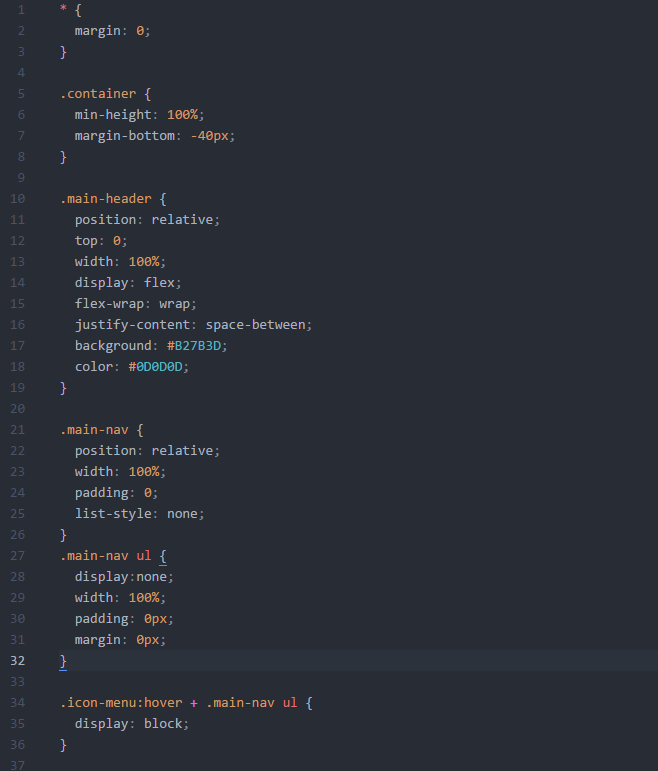 1 * {
2   margin: 0;
3 }
4
5 .container {
6   min-height: 100%;
7   margin-bottom: -40px;
8 }
9
10 .main-header {
11   position: relative;
12   top: 0;
13   width: 100%;
14   display: flex;
15   flex-wrap: wrap;
16   justify-content: space-between;
17   background: #B27B3D;
18   color: #0D0D0D;
19 }
20
21 .main-nav {
22   position: relative;
23   width: 100%;
24   padding: 0;
25   list-style: none;
26 }
27 .main-nav ul {
28   display:none;
29   width: 100%;
30   padding: 0px;
31   margin: 0px;
32 }
33
34 .icon-menu:hover + .main-nav ul {
35   display: block;
36 }
37